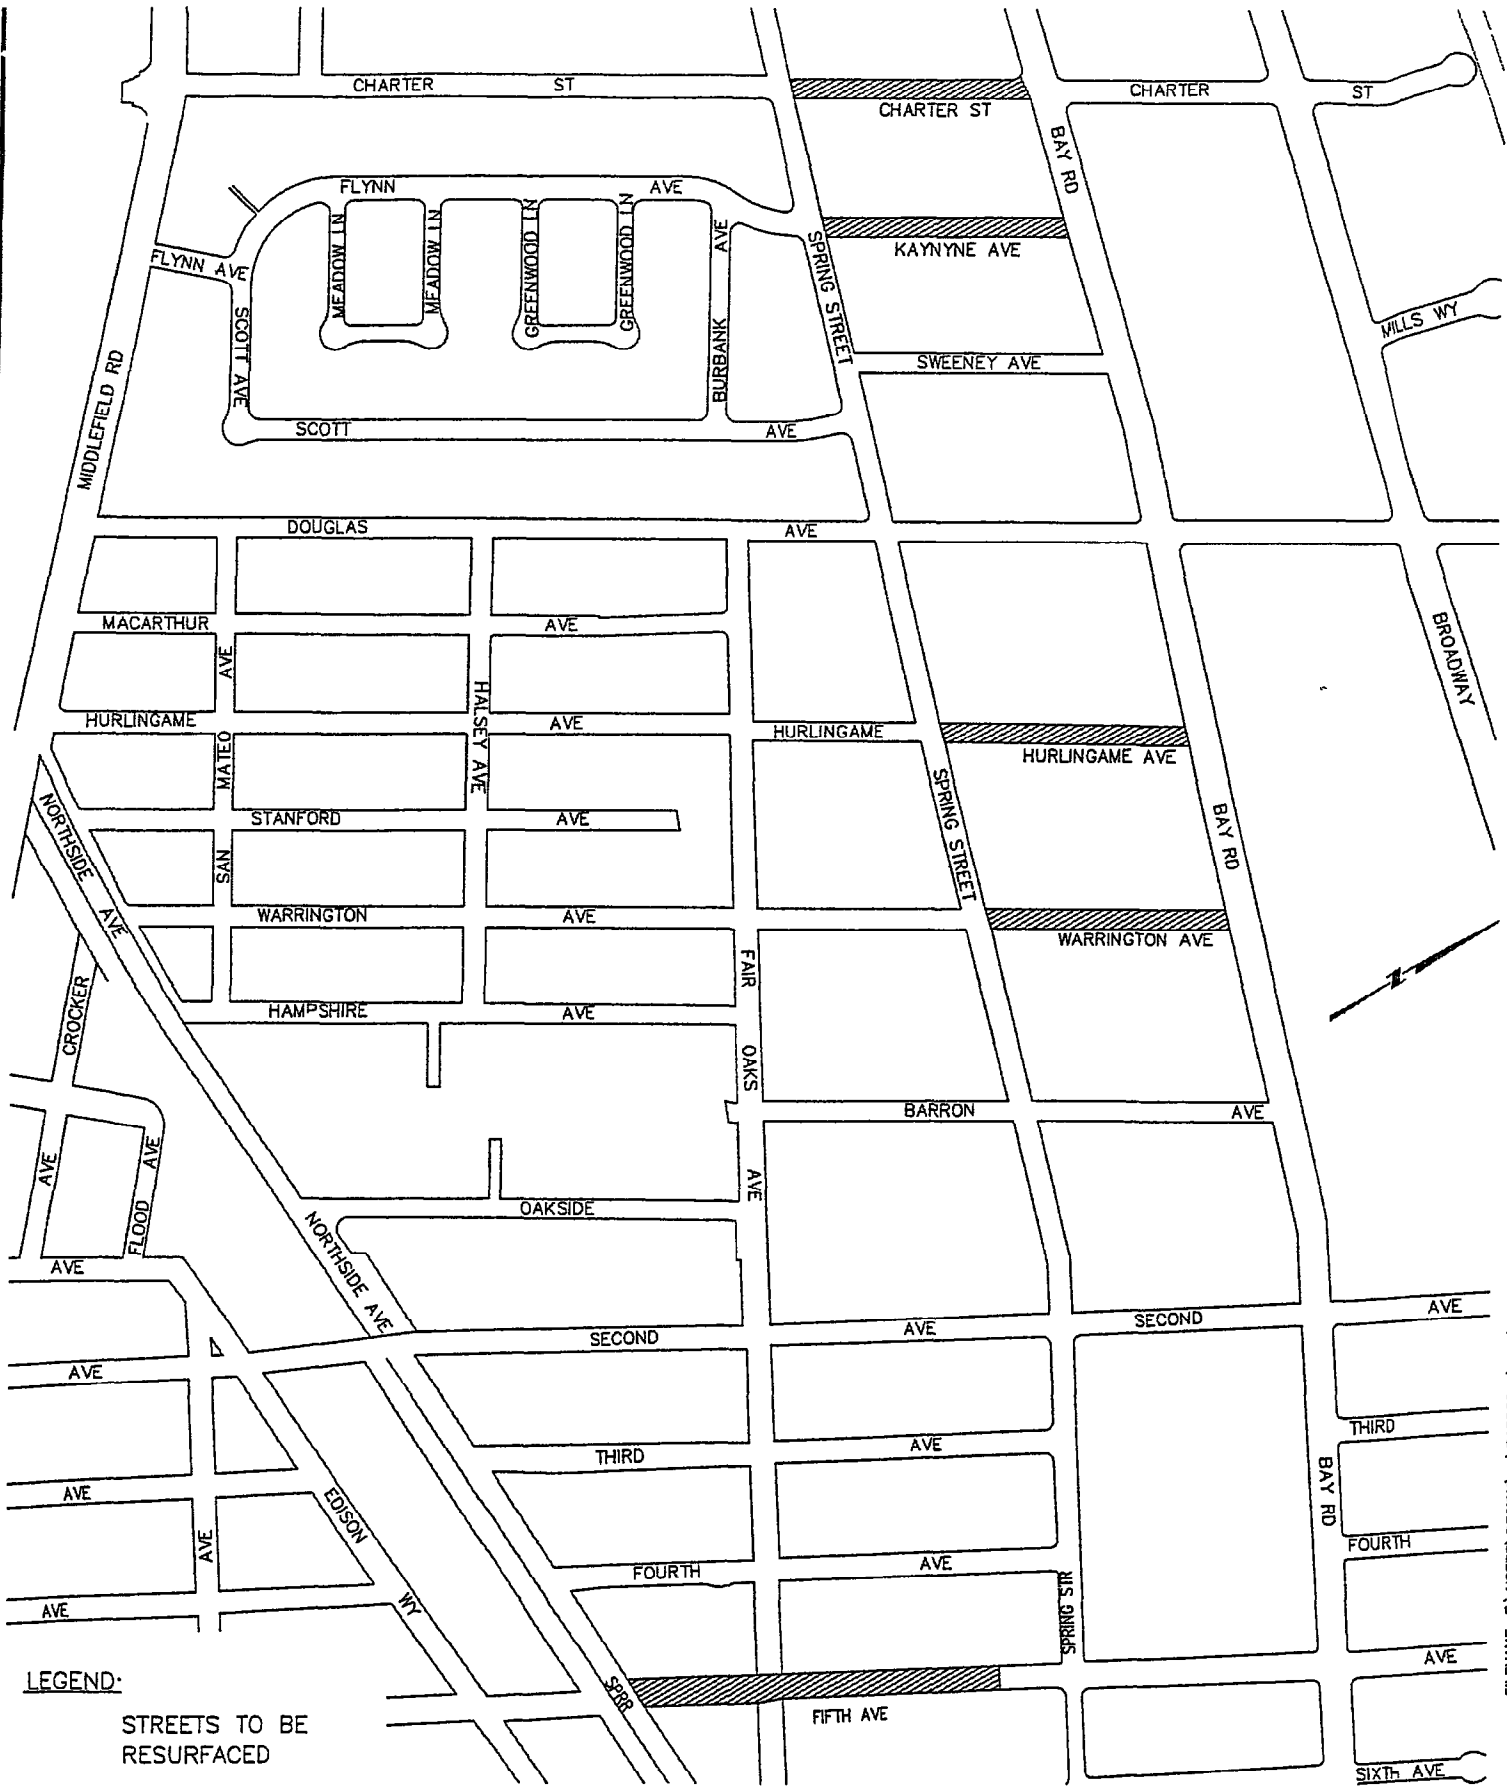 CHARTER ST
CHARTER ST
CHARTER ST
BAY RD
FLYNN AVE
MEADOW LN
MEADOW LN
GREENWOOD LN
GREENWOOD LN
BURBANK AVE
SPRING STREET
KAYNYNE AVE
FLYNN AVE
SCOTT AVE
MILLS WY
SWEENEY AVE
MIDDLEFIELD RD
SCOTT AVE
DOUGLAS AVE
MACARTHUR AVE
SAN MATEO AVE
HALSEY AVE
BROADWAY
HURLINGAME AVE
HURLINGAME
HURLINGAME AVE
SPRING STREET
BAY RD
NORTHSIDE AVE
STANFORD AVE
WARRINGTON AVE
WARRINGTON AVE
FAIR OAKS AVE
CROCKER AVE
HAMPSHIRE AVE
BARRON AVE
FLOOD AVE
OAKSIDE
NORTHSIDE AVE
AVE
SECOND AVE
SECOND AVE
AVE
THIRD AVE
THIRD
BAY RD
AVE
EDISON WY
AVE
FOURTH AVE
FOURTH
SPRING STR
AVE
AVE
SPRR
FIFTH AVE
SIXTH AVE
LEGEND:
STREETS TO BE
RESURFACED